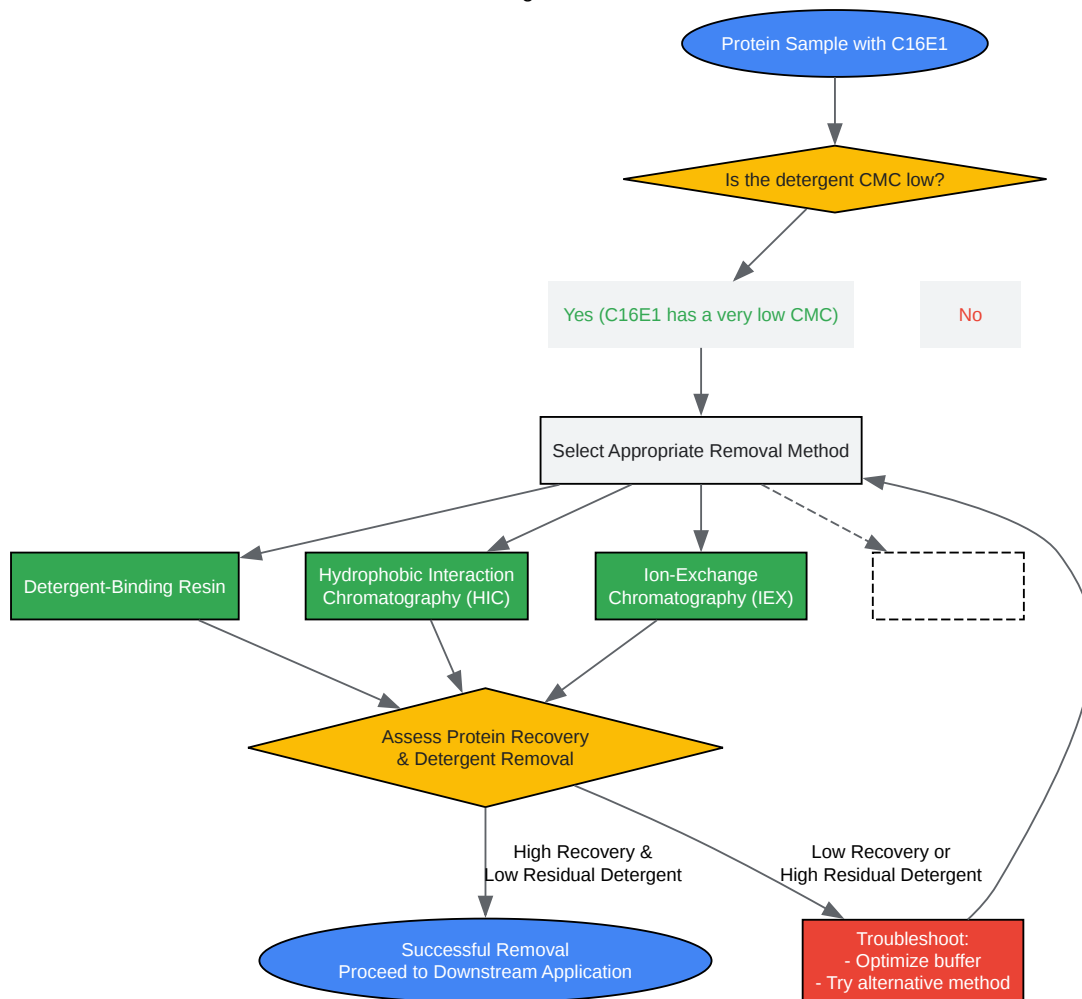 Protein Sample with C16E1
Is the detergent CMC low?
Yes (C16E1 has a very low CMC)
No
Select Appropriate Removal Method
Detergent-Binding Resin
Hydrophobic Interaction
Chromatography (HIC)
Ion-Exchange
Chromatography (IEX)
Assess Protein Recovery
& Detergent Removal
High Recovery &
Low Residual Detergent
Low Recovery or
High Residual Detergent
Successful Removal
Proceed to Downstream Application
Troubleshoot:
- Optimize buffer
- Try alternative method